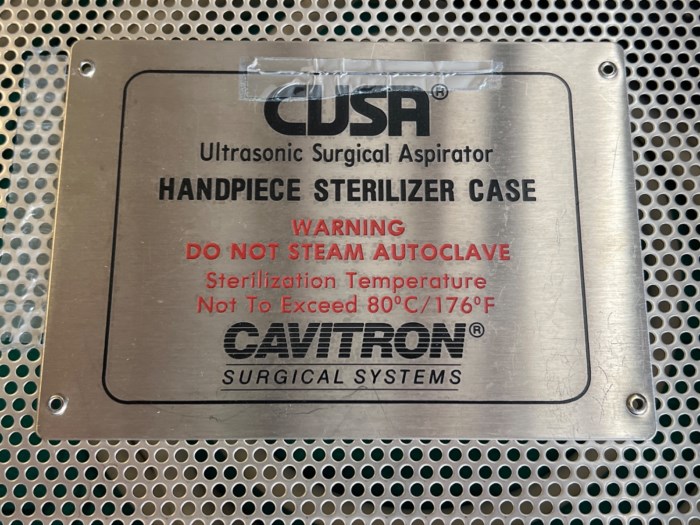 CUSA®
Ultrasonic Surgical Aspirator
HANDPIECE STERILIZER CASE
WARNING
DO NOT STEAM AUTOCLAVE
Sterilization Temperature
Not To Exceed 80°C/176°F
CAVITRON®
SURGICAL SYSTEMS